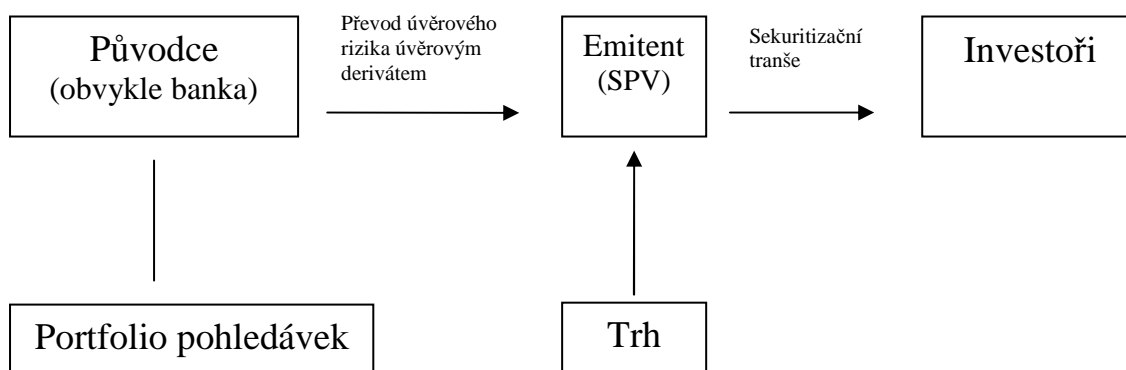 Původce
(obvykle banka)
Převod úvěrového
rizika úvěrovým
derivátem
Emitent
(SPV)
Sekuritizační
tranše
Investoři
Portfolio pohledávek
Trh